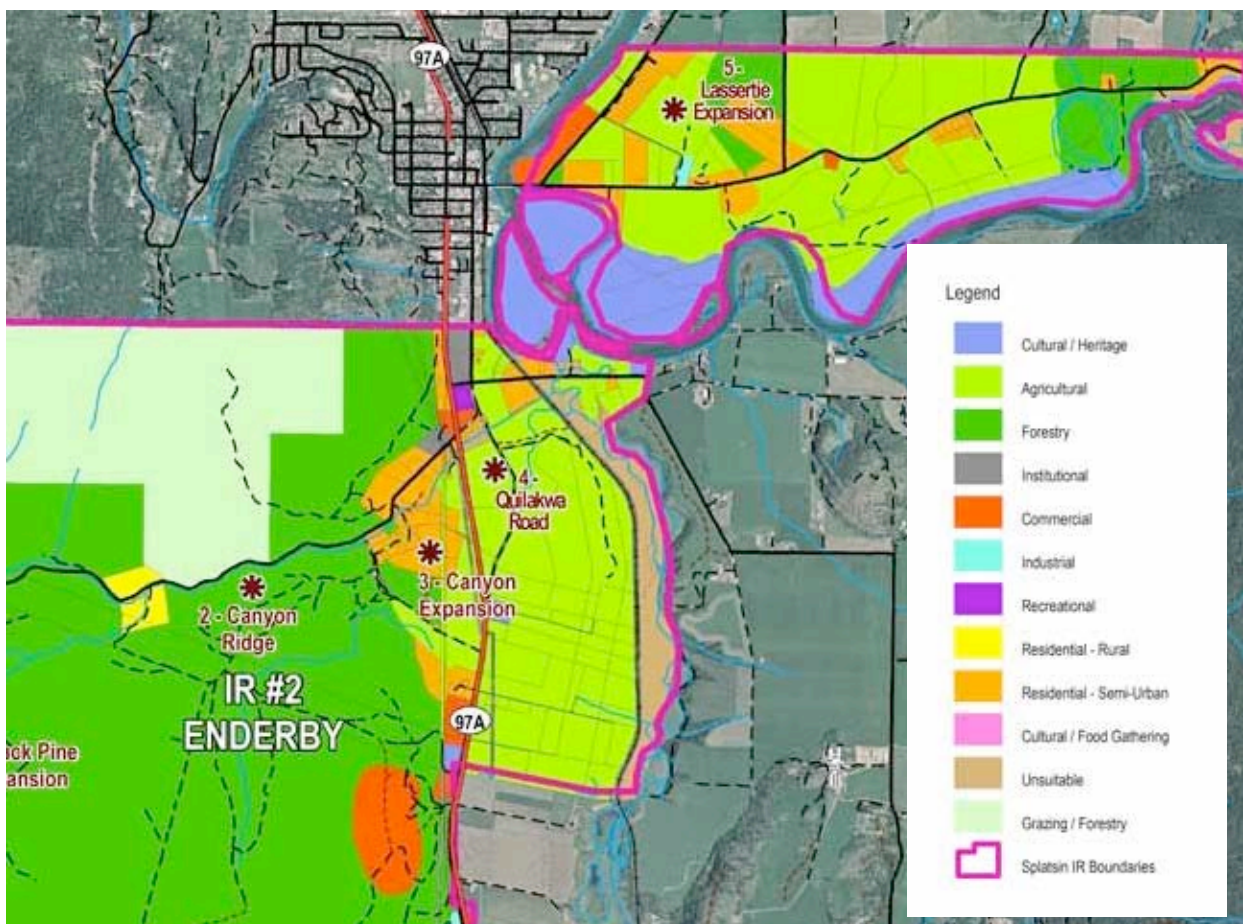 97A
5 -
Lassertie
Expansion
4 -
Quilakwa
Road
3 - Canyon
Expansion
2 - Canyon
Ridge
IR #2
ENDERBY
97A
Pine
ansion
Legend
Cultural / Heritage
Agricultural
Forestry
Institutional
Commercial
Industrial
Recreational
Residential - Rural
Residential - Semi-Urban
Cultural / Food Gathering
Unsuitable
Grazing / Forestry
Splatsin IR Boundaries